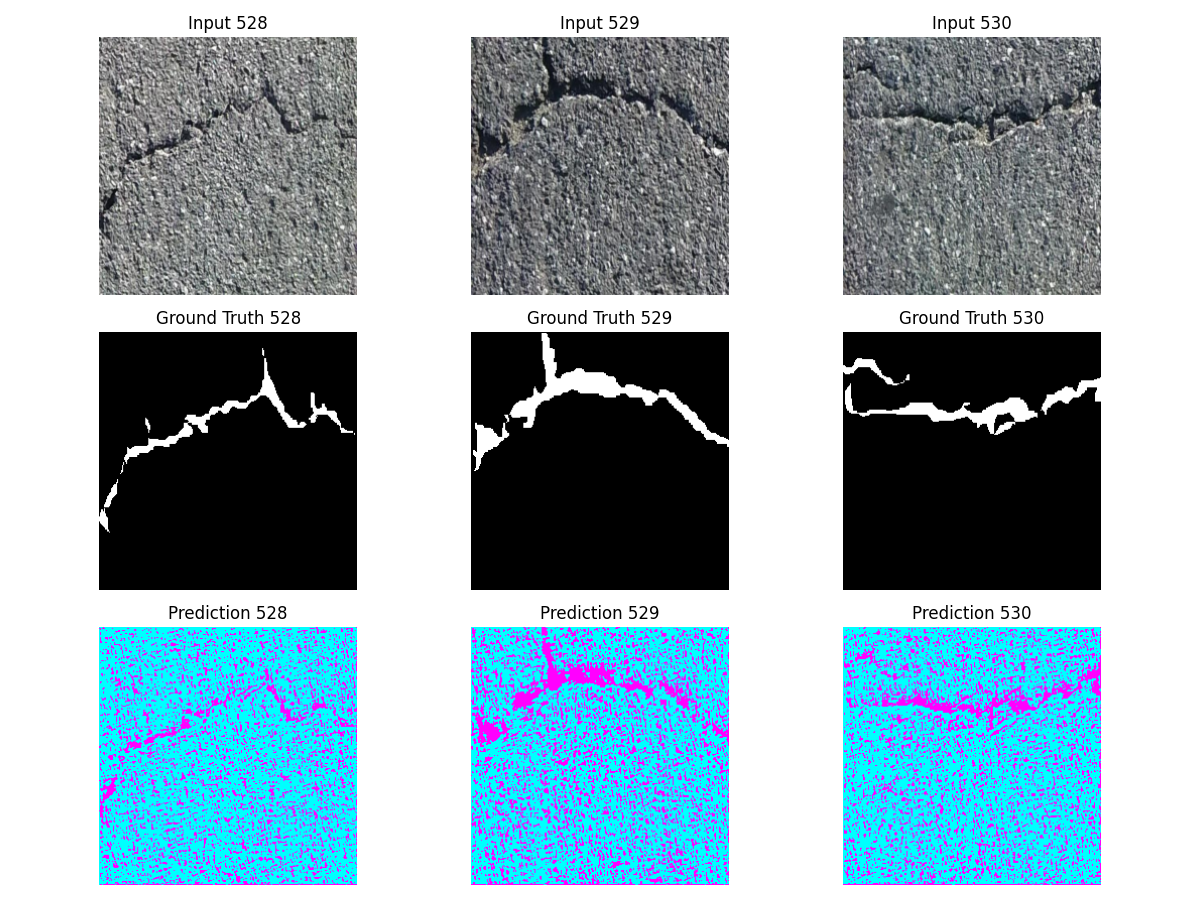 Input 528
Input 529
Input 530
Ground Truth 528
Ground Truth 529
Ground Truth 530
Prediction 528
Prediction 529
Prediction 530